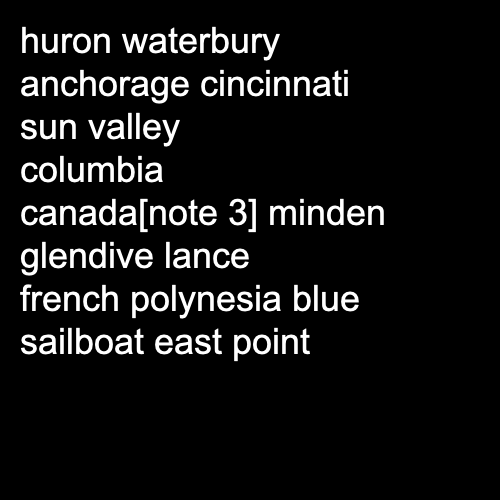 huron waterbury
anchorage cincinnati
sun valley
columbia
canada[note 3] minden
glendive lance
french polynesia blue
sailboat east point